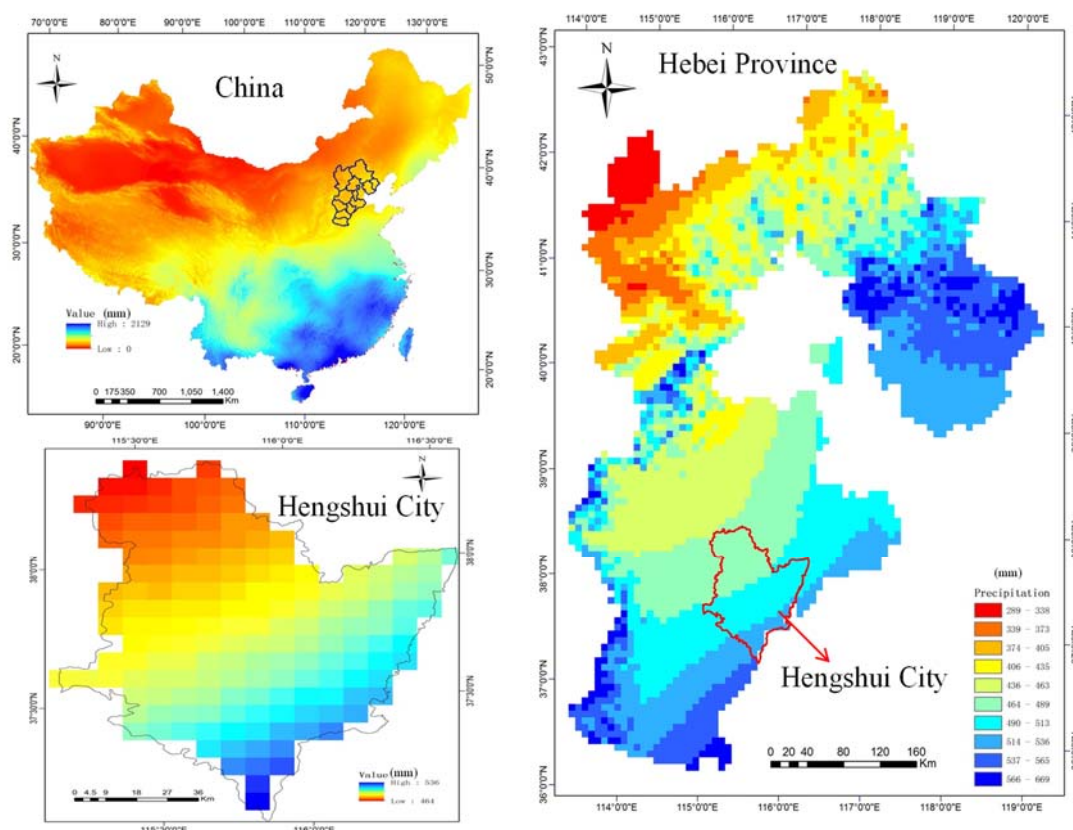 70°0'0"E 80°0'0"E 90°0'0"E 100°0'0"E 110°0'0"E 120°0'0"E 130°0'0"E
N
China
50°0'0"N
40°0'0"N
40°0'0"N
30°0'0"N
30°0'0"N
20°0'0"N
20°0'0"N
Value (mm)
High : 2129
Low : 0
0 175 350 700 1,050 1,400
Km
90°0'0"E 100°0'0"E 110°0'0"E 120°0'0"E
115°30'0"E 116°0'0"E 116°30'0"E
N
Hengshui City
38°0'0"N
38°0'0"N
37°30'0"N
37°30'0"N
Value (mm)
High : 536
Low : 464
0 4.5 9 18 27 36
Km
115°30'0"E 116°0'0"E
114°0'0"E 115°0'0"E 116°0'0"E 117°0'0"E 118°0'0"E 119°0'0"E 120°0'0"E
N
Hebei Province
43°0'0"N
42°0'0"N
41°0'0"N
40°0'0"N
39°0'0"N
38°0'0"N
37°0'0"N
36°0'0"N
Hengshui City
(mm)
Precipitation
289 - 338
339 - 373
374 - 405
406 - 435
436 - 463
464 - 489
490 - 513
514 - 536
537 - 565
566 - 669
0 20 40 80 120 160
Km
114°0'0"E 115°0'0"E 116°0'0"E 117°0'0"E 118°0'0"E 119°0'0"E